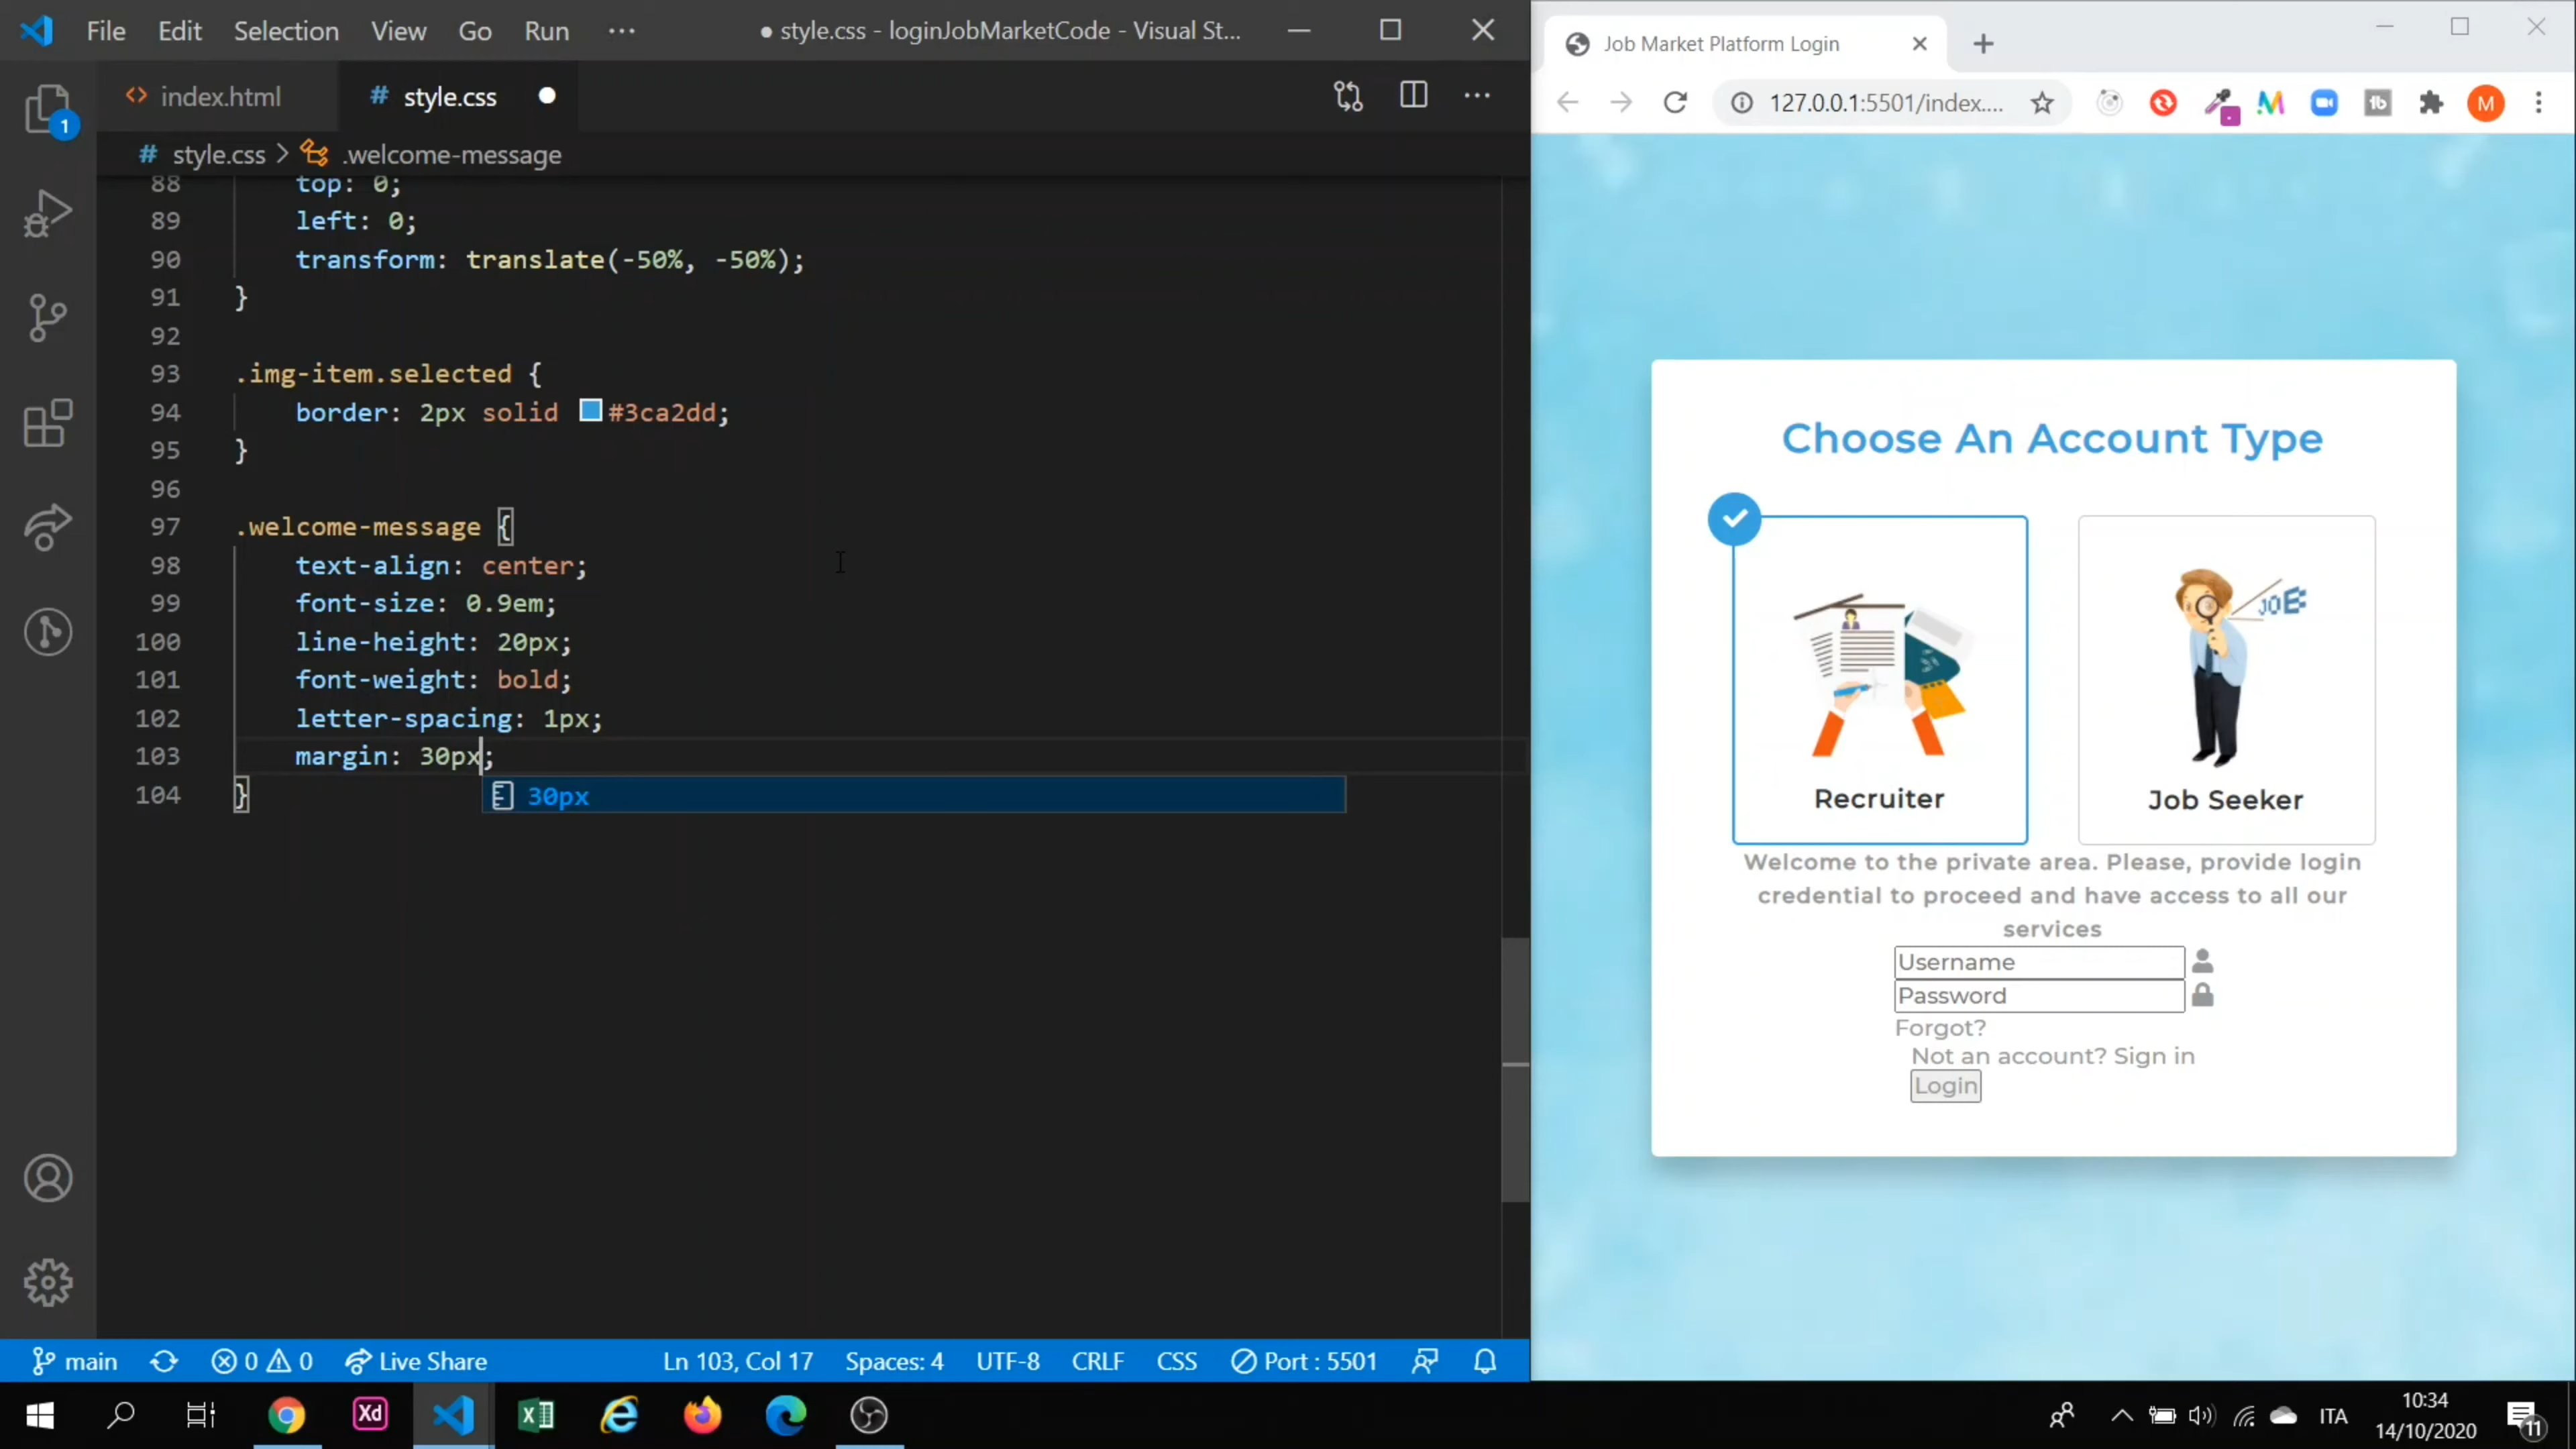 File Edit Selection View Go Run ···
● style.css - loginJobMarketCode - Visual St...
index.html
# style.css
# style.css > .welcome-message
1
88 top: 0;
89 left: 0;
90 transform: translate(-50%, -50%);
91 }
92
93 .img-item.selected {
94 border: 2px solid #3ca2dd;
95 }
96
97 .welcome-message {
98 text-align: center;
99 font-size: 0.9em;
100 line-height: 20px;
101 font-weight: bold;
102 letter-spacing: 1px;
103 margin: 30px;
104 }
30px
main 0 0 Live Share Ln 103, Col 17 Spaces: 4 UTF-8 CRLF CSS Port : 5501
Job Market Platform Login
127.0.0.1:5501/index....
M
Choose An Account Type
JOB
Recruiter
Job Seeker
Welcome to the private area. Please, provide login
credential to proceed and have access to all our
services
Username
Password
Forgot?
Not an account? Sign in
Login
Xd
ITA
10:34
14/10/2020
11